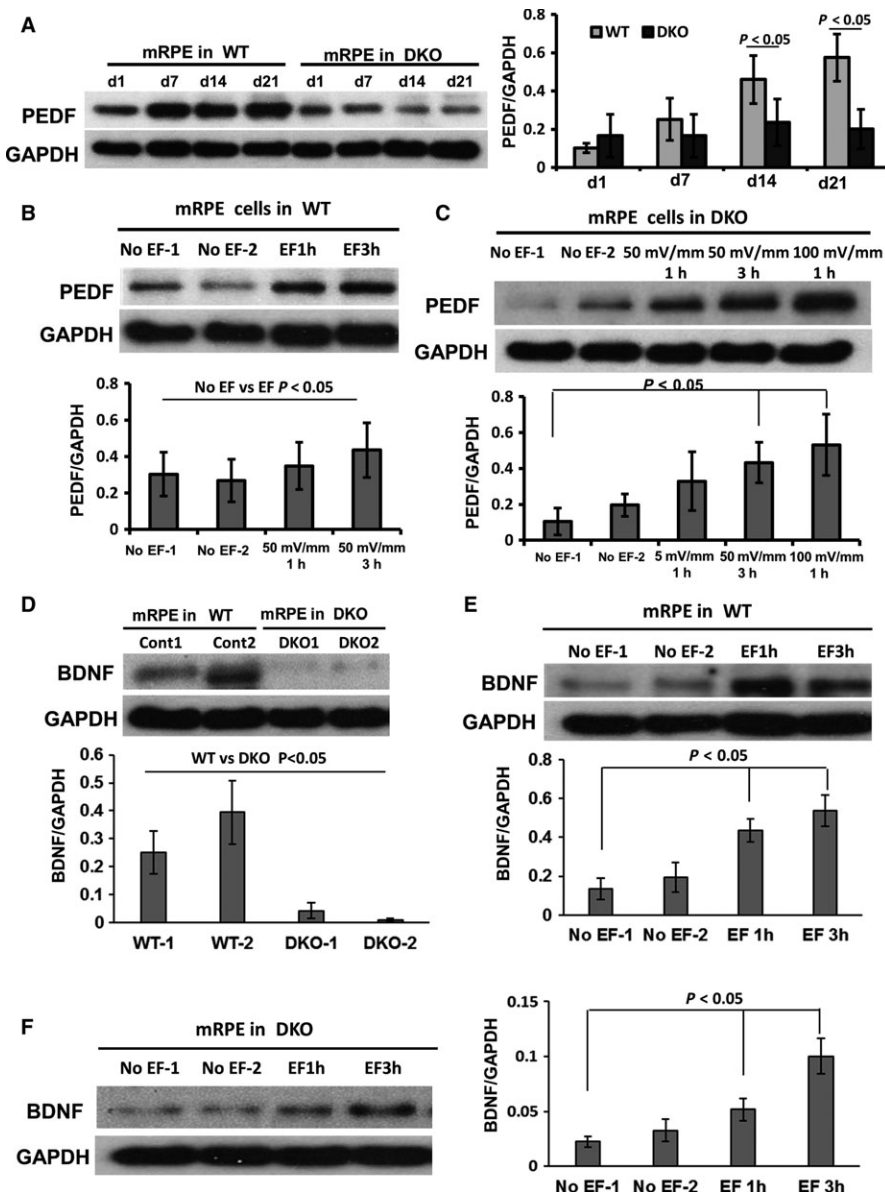 A
mRPE in WT mRPE in DKO
d1 d7 d14 d21 d1 d7 d14 d21
PEDF
GAPDH
WT DKO
P < 0.05
P < 0.05
PEDF/GAPDH
0.8
0.6
0.4
0.2
0
d1 d7 d14 d21
B
mRPE cells in WT
No EF-1 No EF-2 EF1h EF3h
PEDF
GAPDH
No EF vs EF P < 0.05
PEDF/GAPDH
0.8
0.6
0.4
0.2
0
No EF-1 No EF-2 50 mV/mm 50 mV/mm
1 h 3 h
C
mRPE cells in DKO
No EF-1 No EF-2 50 mV/mm 50 mV/mm 100 mV/mm
1 h 3 h 1 h
PEDF
GAPDH
P < 0.05
PEDF/GAPDH
0.8
0.6
0.4
0.2
0
No EF-1 No EF-2 5 mV/mm 50 mV/mm 100 mV/mm
1 h 3 h 1 h
D
mRPE in WT mRPE in DKO
Cont1 Cont2 DKO1 DKO2
BDNF
GAPDH
WT vs DKO P<0.05
BDNF/GAPDH
0.6
0.5
0.4
0.3
0.2
0.1
0
WT-1 WT-2 DKO-1 DKO-2
E
mRPE in WT
No EF-1 No EF-2 EF1h EF3h
BDNF
GAPDH
P < 0.05
BDNF/GAPDH
0.8
0.6
0.4
0.2
0
No EF-1 No EF-2 EF 1h EF 3h
F
mRPE in DKO
No EF-1 No EF-2 EF1h EF3h
BDNF
GAPDH
P < 0.05
BDNF/GAPDH
0.15
0.1
0.05
0
No EF-1 No EF-2 EF 1h EF 3h